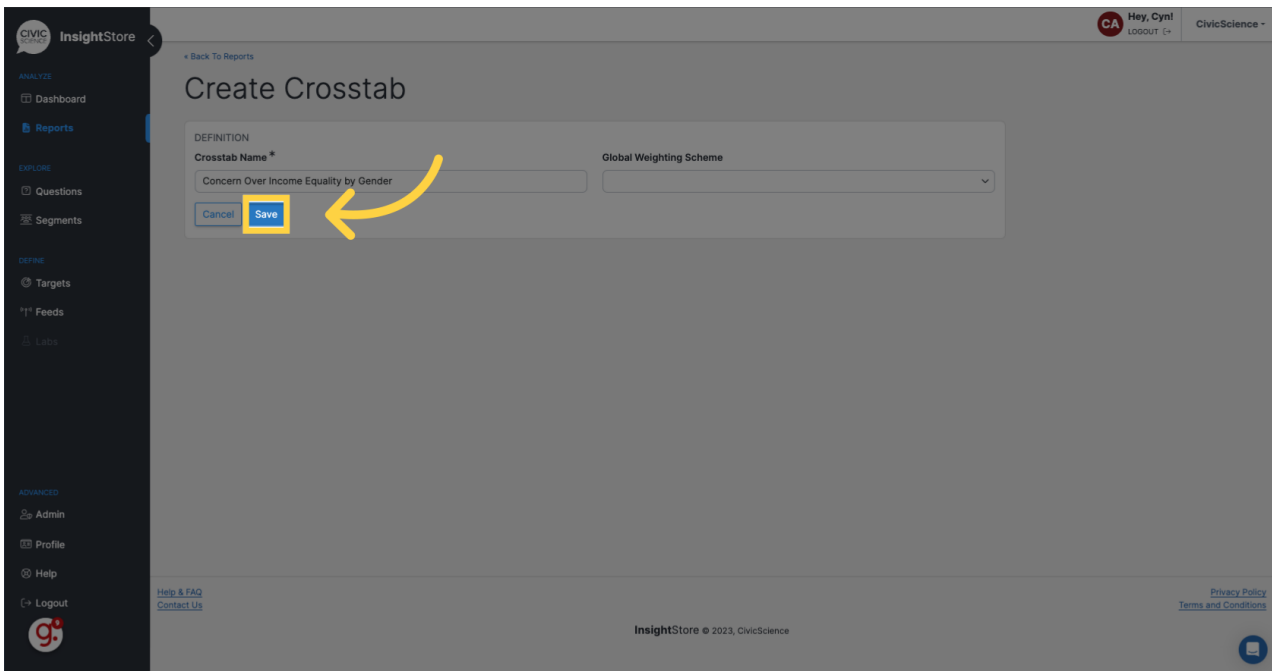 CIVIC
SCIENCE
InsightStore
Hey, Cyn!
CA
LOGOUT
CivicScience
ANALYZE
Dashboard
Reports
EXPLORE
Questions
Segments
DEFINE
Targets
Feeds
Labs
ADVANCED
Admin
Profile
Help
Logout
g.
9
« Back To Reports
Create Crosstab
DEFINITION
Crosstab Name *
Global Weighting Scheme
Concern Over Income Equality by Gender
Cancel
Save
Help & FAQ
Contact Us
Privacy Policy
Terms and Conditions
InsightStore © 2023, CivicScience